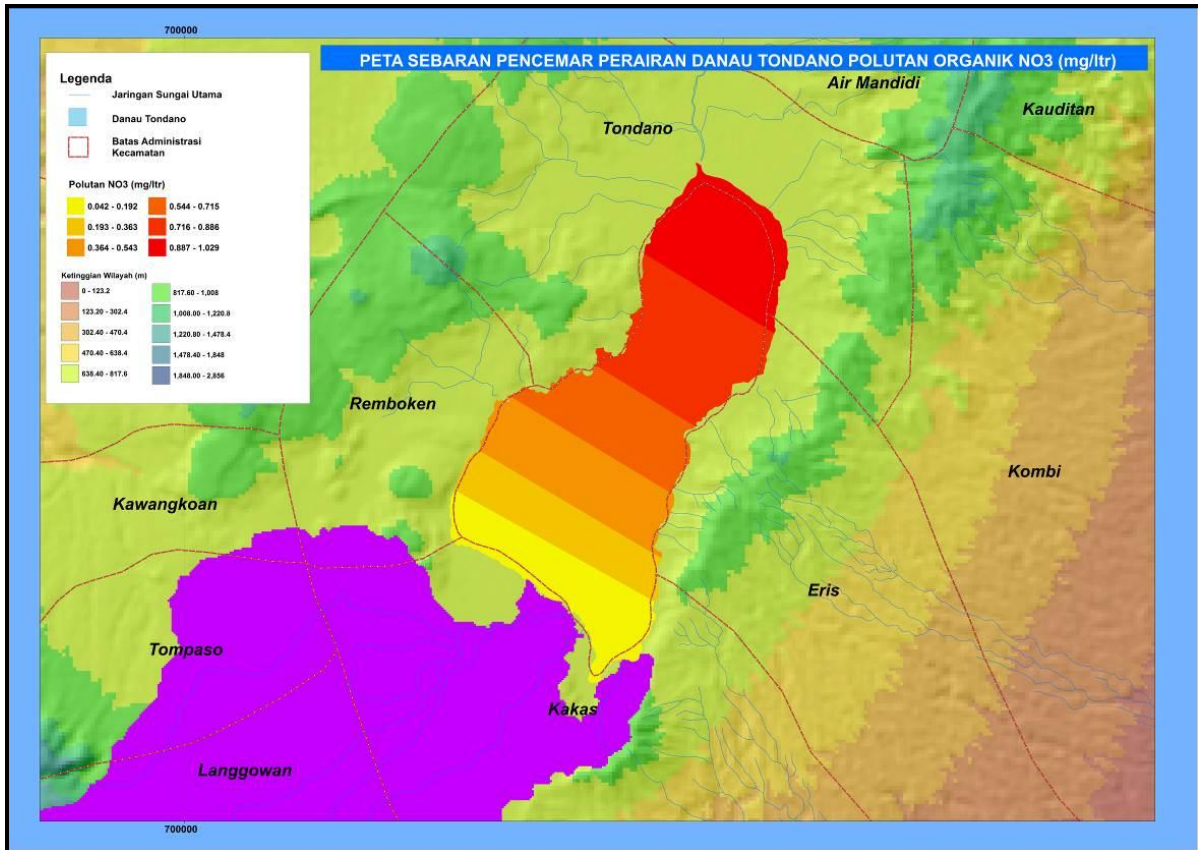 700000
PETA SEBARAN PENCEMAR PERAIRAN DANAU TONDANO POLUTAN ORGANIK NO3 (mg/ltr)
Legenda
Jaringan Sungai Utama
Danau Tondano
Batas Administrasi
Kecamatan
Polutan NO3 (mg/ltr)
0.042 - 0.192
0.193 - 0.363
0.364 - 0.543
0.544 - 0.715
0.716 - 0.886
0.887 - 1.029
Ketinggian Wilayah (m)
0 - 123.2
123.20 - 302.4
302.40 - 470.4
470.40 - 638.4
638.40 - 817.6
817.60 - 1,008
1,008.00 - 1,220.8
1,220.80 - 1,478.4
1,478.40 - 1,848
1,848.00 - 2,856
Air Mandidi
Kauditan
Tondano
Remboken
Kombi
Kawangkoan
Eris
Tompaso
Kakas
Langgowan
700000